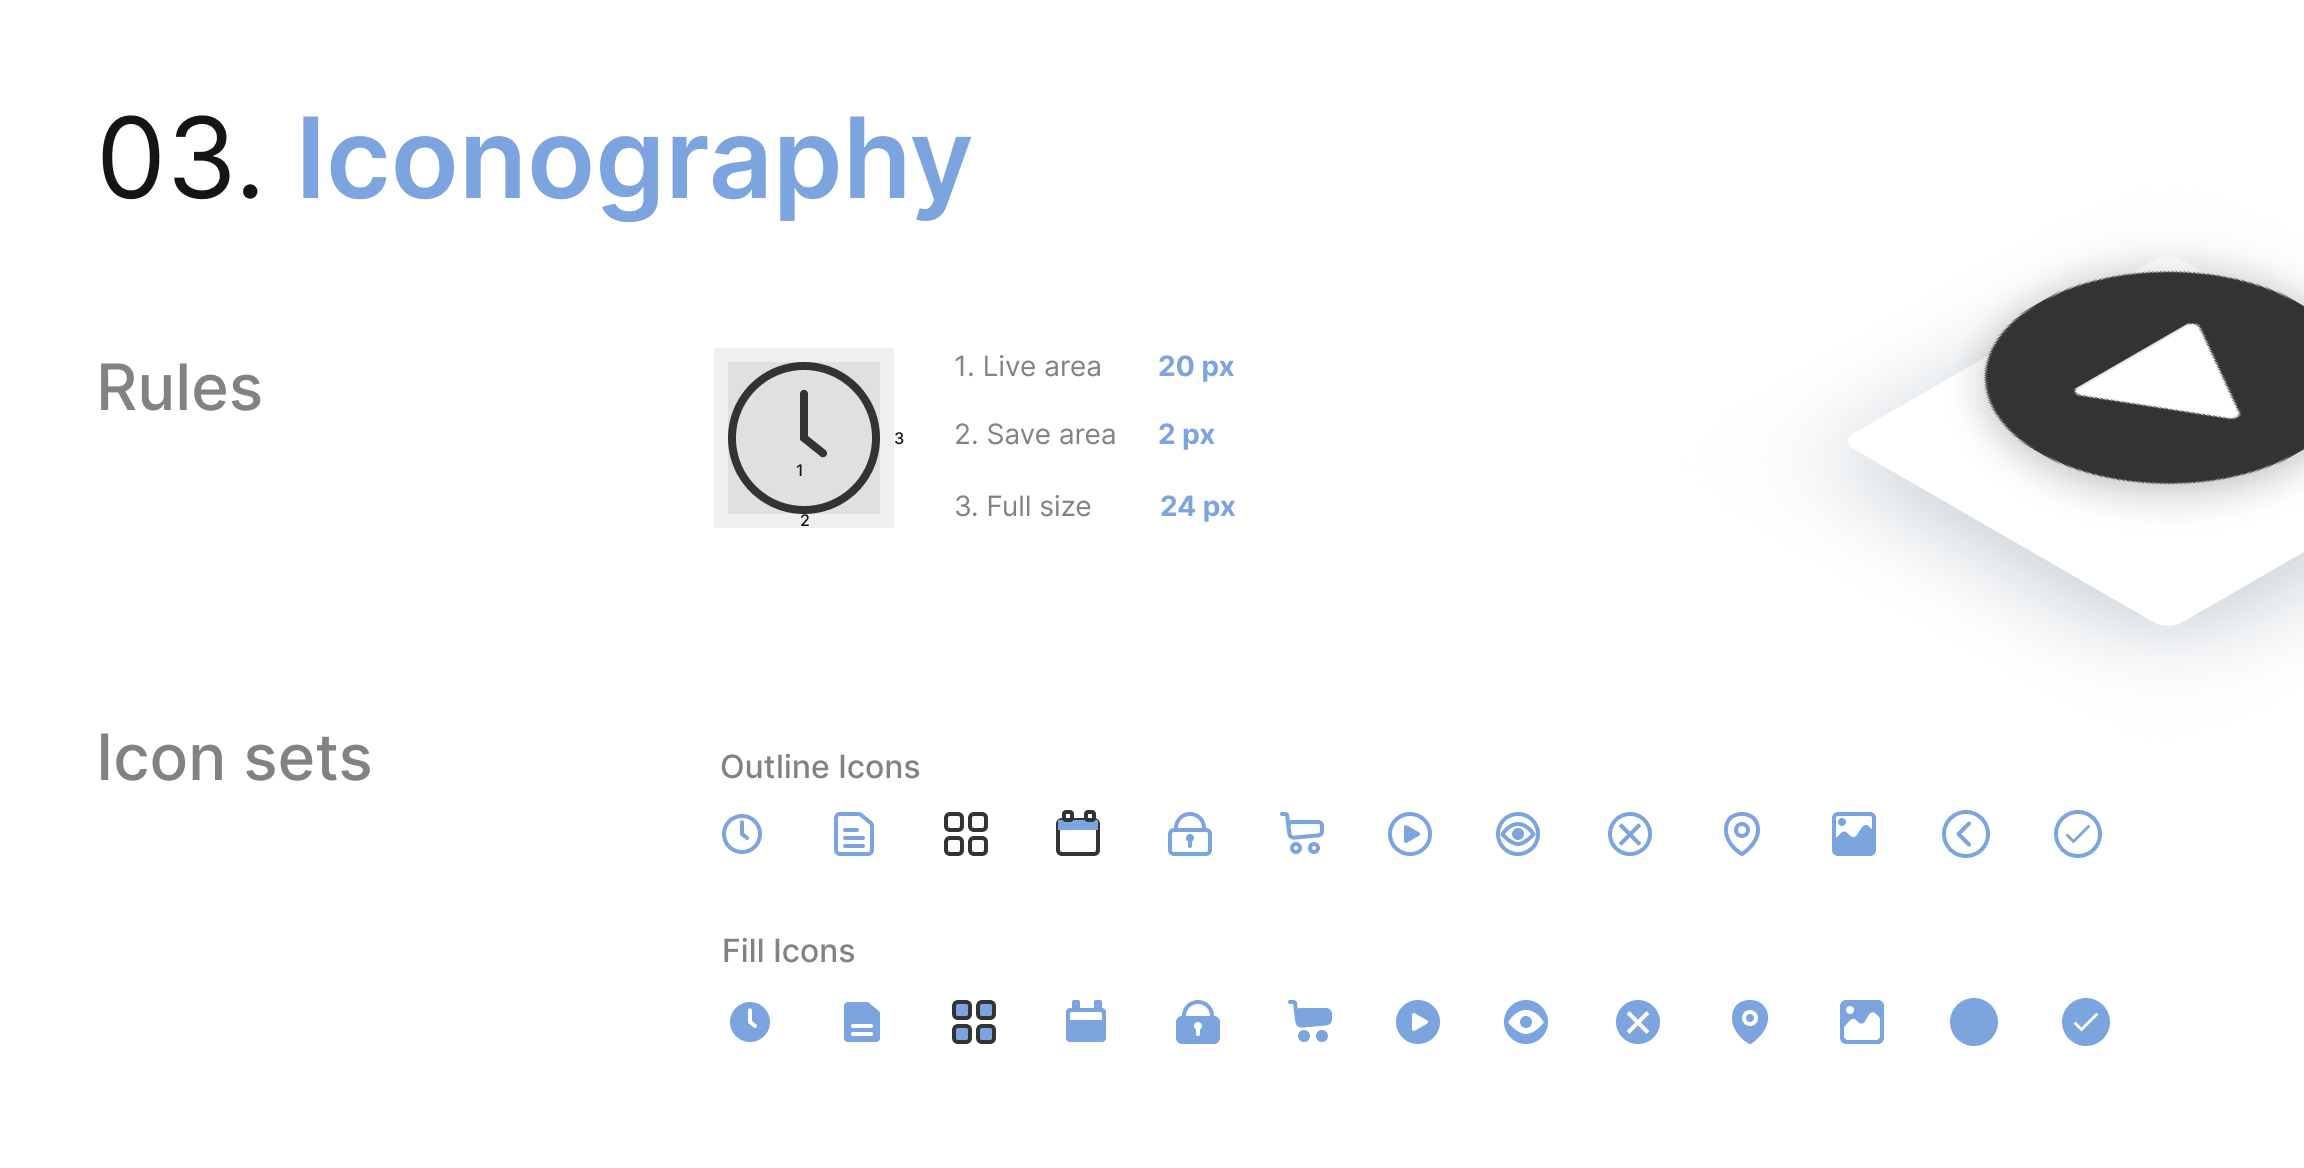 03. Iconography
Rules
1. Live area 20 px
2. Save area 2 px
3. Full size 24 px
1
2
3
Icon sets
Outline Icons
Fill Icons